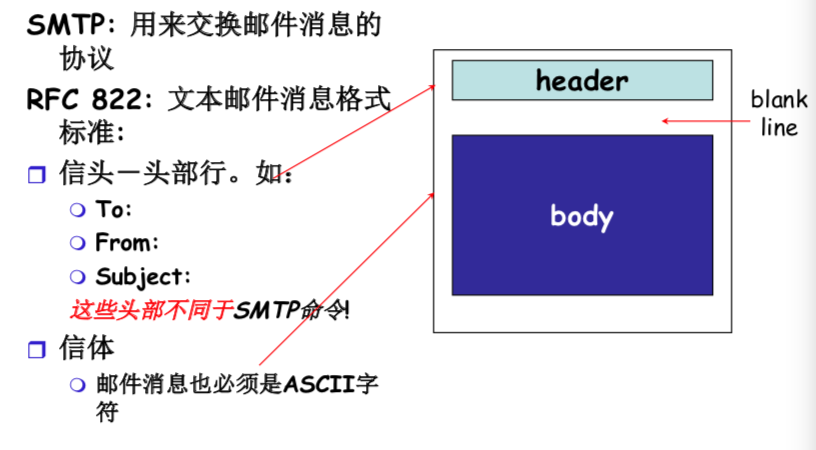 SMTP: 用来交换邮件消息的
协议
RFC 822: 文本邮件消息格式
标准:
信头－头部行。如:
To:
From:
Subject:
这些头部不同于SMTP命令!
信体
邮件消息也必须是ASCII字
符
header
blank
line
body